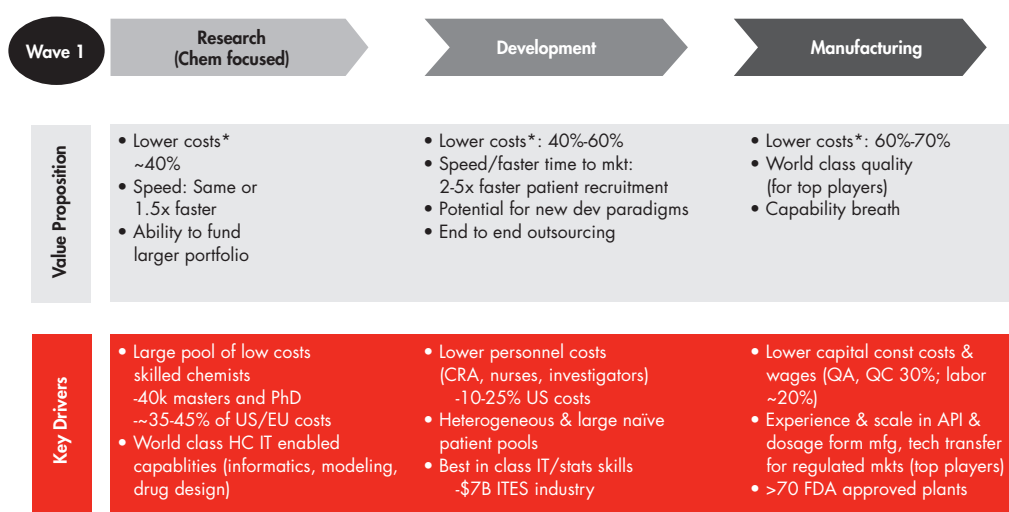 Wave 1
Research
(Chem focused)
Development
Manufacturing
Value Proposition
• Lower costs*
~40%
• Speed: Same or
1.5x faster
• Ability to fund
larger portfolio
• Lower costs*: 40%-60%
• Speed/faster time to mkt:
2-5x faster patient recruitment
• Potential for new dev paradigms
• End to end outsourcing
• Lower costs*: 60%-70%
• World class quality
(for top players)
• Capability breath
Key Drivers
• Large pool of low costs
skilled chemists
-40k masters and PhD
-~35-45% of US/EU costs
• World class HC IT enabled
capablities (informatics, modeling,
drug design)
• Lower personnel costs
(CRA, nurses, investigators)
-10-25% US costs
• Heterogeneous & large naïve
patient pools
• Best in class IT/stats skills
-$7B ITES industry
• Lower capital const costs &
wages (QA, QC 30%; labor
~20%)
• Experience & scale in API &
dosage form mfg, tech transfer
for regulated mkts (top players)
• >70 FDA approved plants